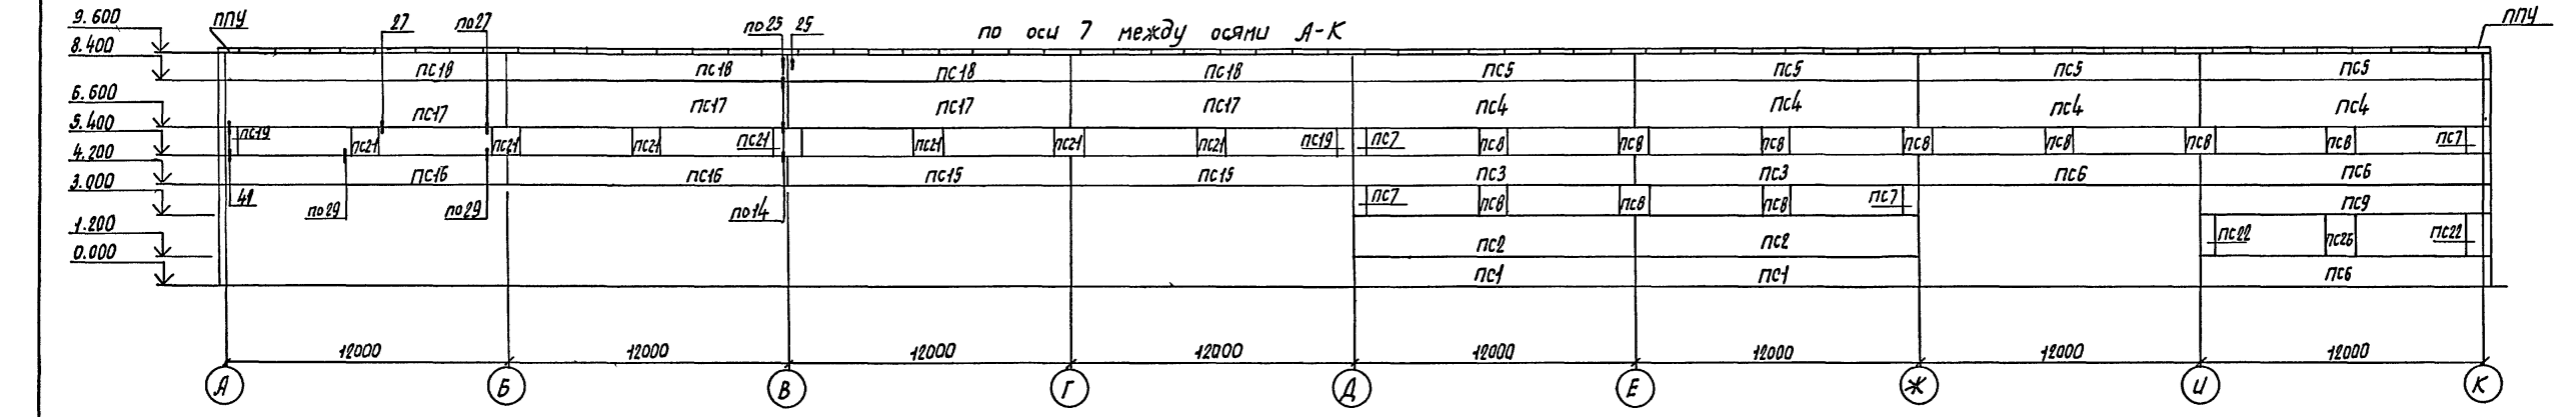 по оси 7 между осями А-К
9.600
ппу 27 по27 по25 25 ппу
8.400
пс18 пс18 пс18 пс18 пс5 пс5 пс5 пс5
6.600
пс17 пс17 пс17 пс17 пс4 пс4 пс4 пс4
5.400
пс19 пс21 пс21 пс21 пс21 пс21 пс21 пс21 пс19 пс7 пс8 пс8 пс8 пс8 пс8 пс8 пс8 пс7
4.200
пс16 пс16 пс15 пс15 пс3 пс3 пс6 пс6
3.000
41 по29 по29 по14 пс7 пс8 пс8 пс8 пс7 пс9
1.200
пс2 пс2 пс22 пс26 пс22
0.000
пс1 пс1 пс6
12000 12000 12000 12000 12000 12000 12000 12000
А Б В Г Д Е Ж И К